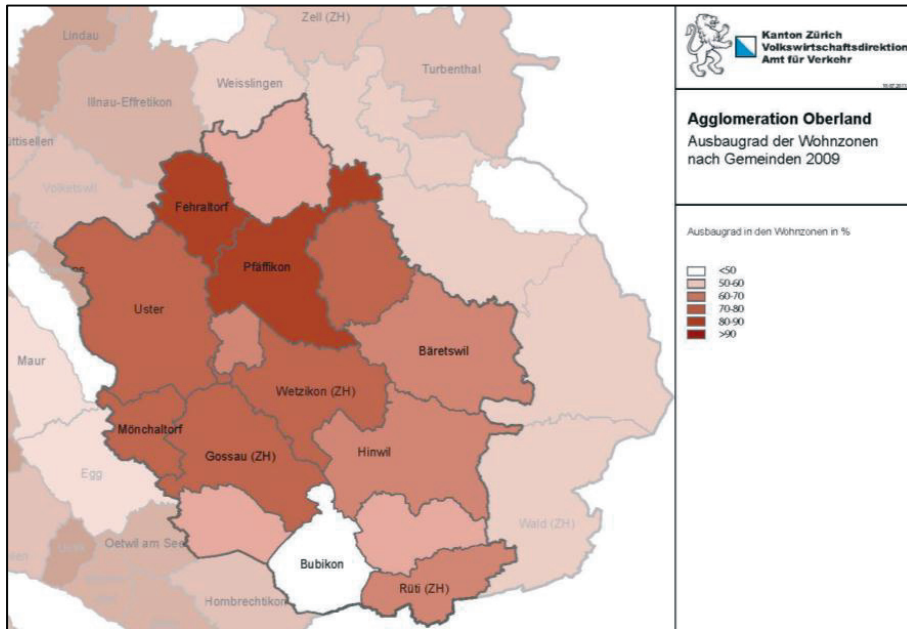 Zell (ZH)
Lindau
Turbenthal
Weisslingen
Illnau-Effretikon
Volketswil
Fehraltorf
Pfäffikon
Uster
Bäretswil
Maur
Wetzikon (ZH)
Mönchaltorf
Gossau (ZH)
Hinwil
Egg
Wald (ZH)
Oetwil am See
Bubikon
Rüti (ZH)
Hombrechtikon
Kanton Zürich
Volkswirtschaftsdirektion
Amt für Verkehr
Agglomeration Oberland
Ausbaugrad der Wohnzonen
nach Gemeinden 2009
Ausbaugrad in den Wohnzonen in %
<50
50-60
60-70
70-80
80-90
>90